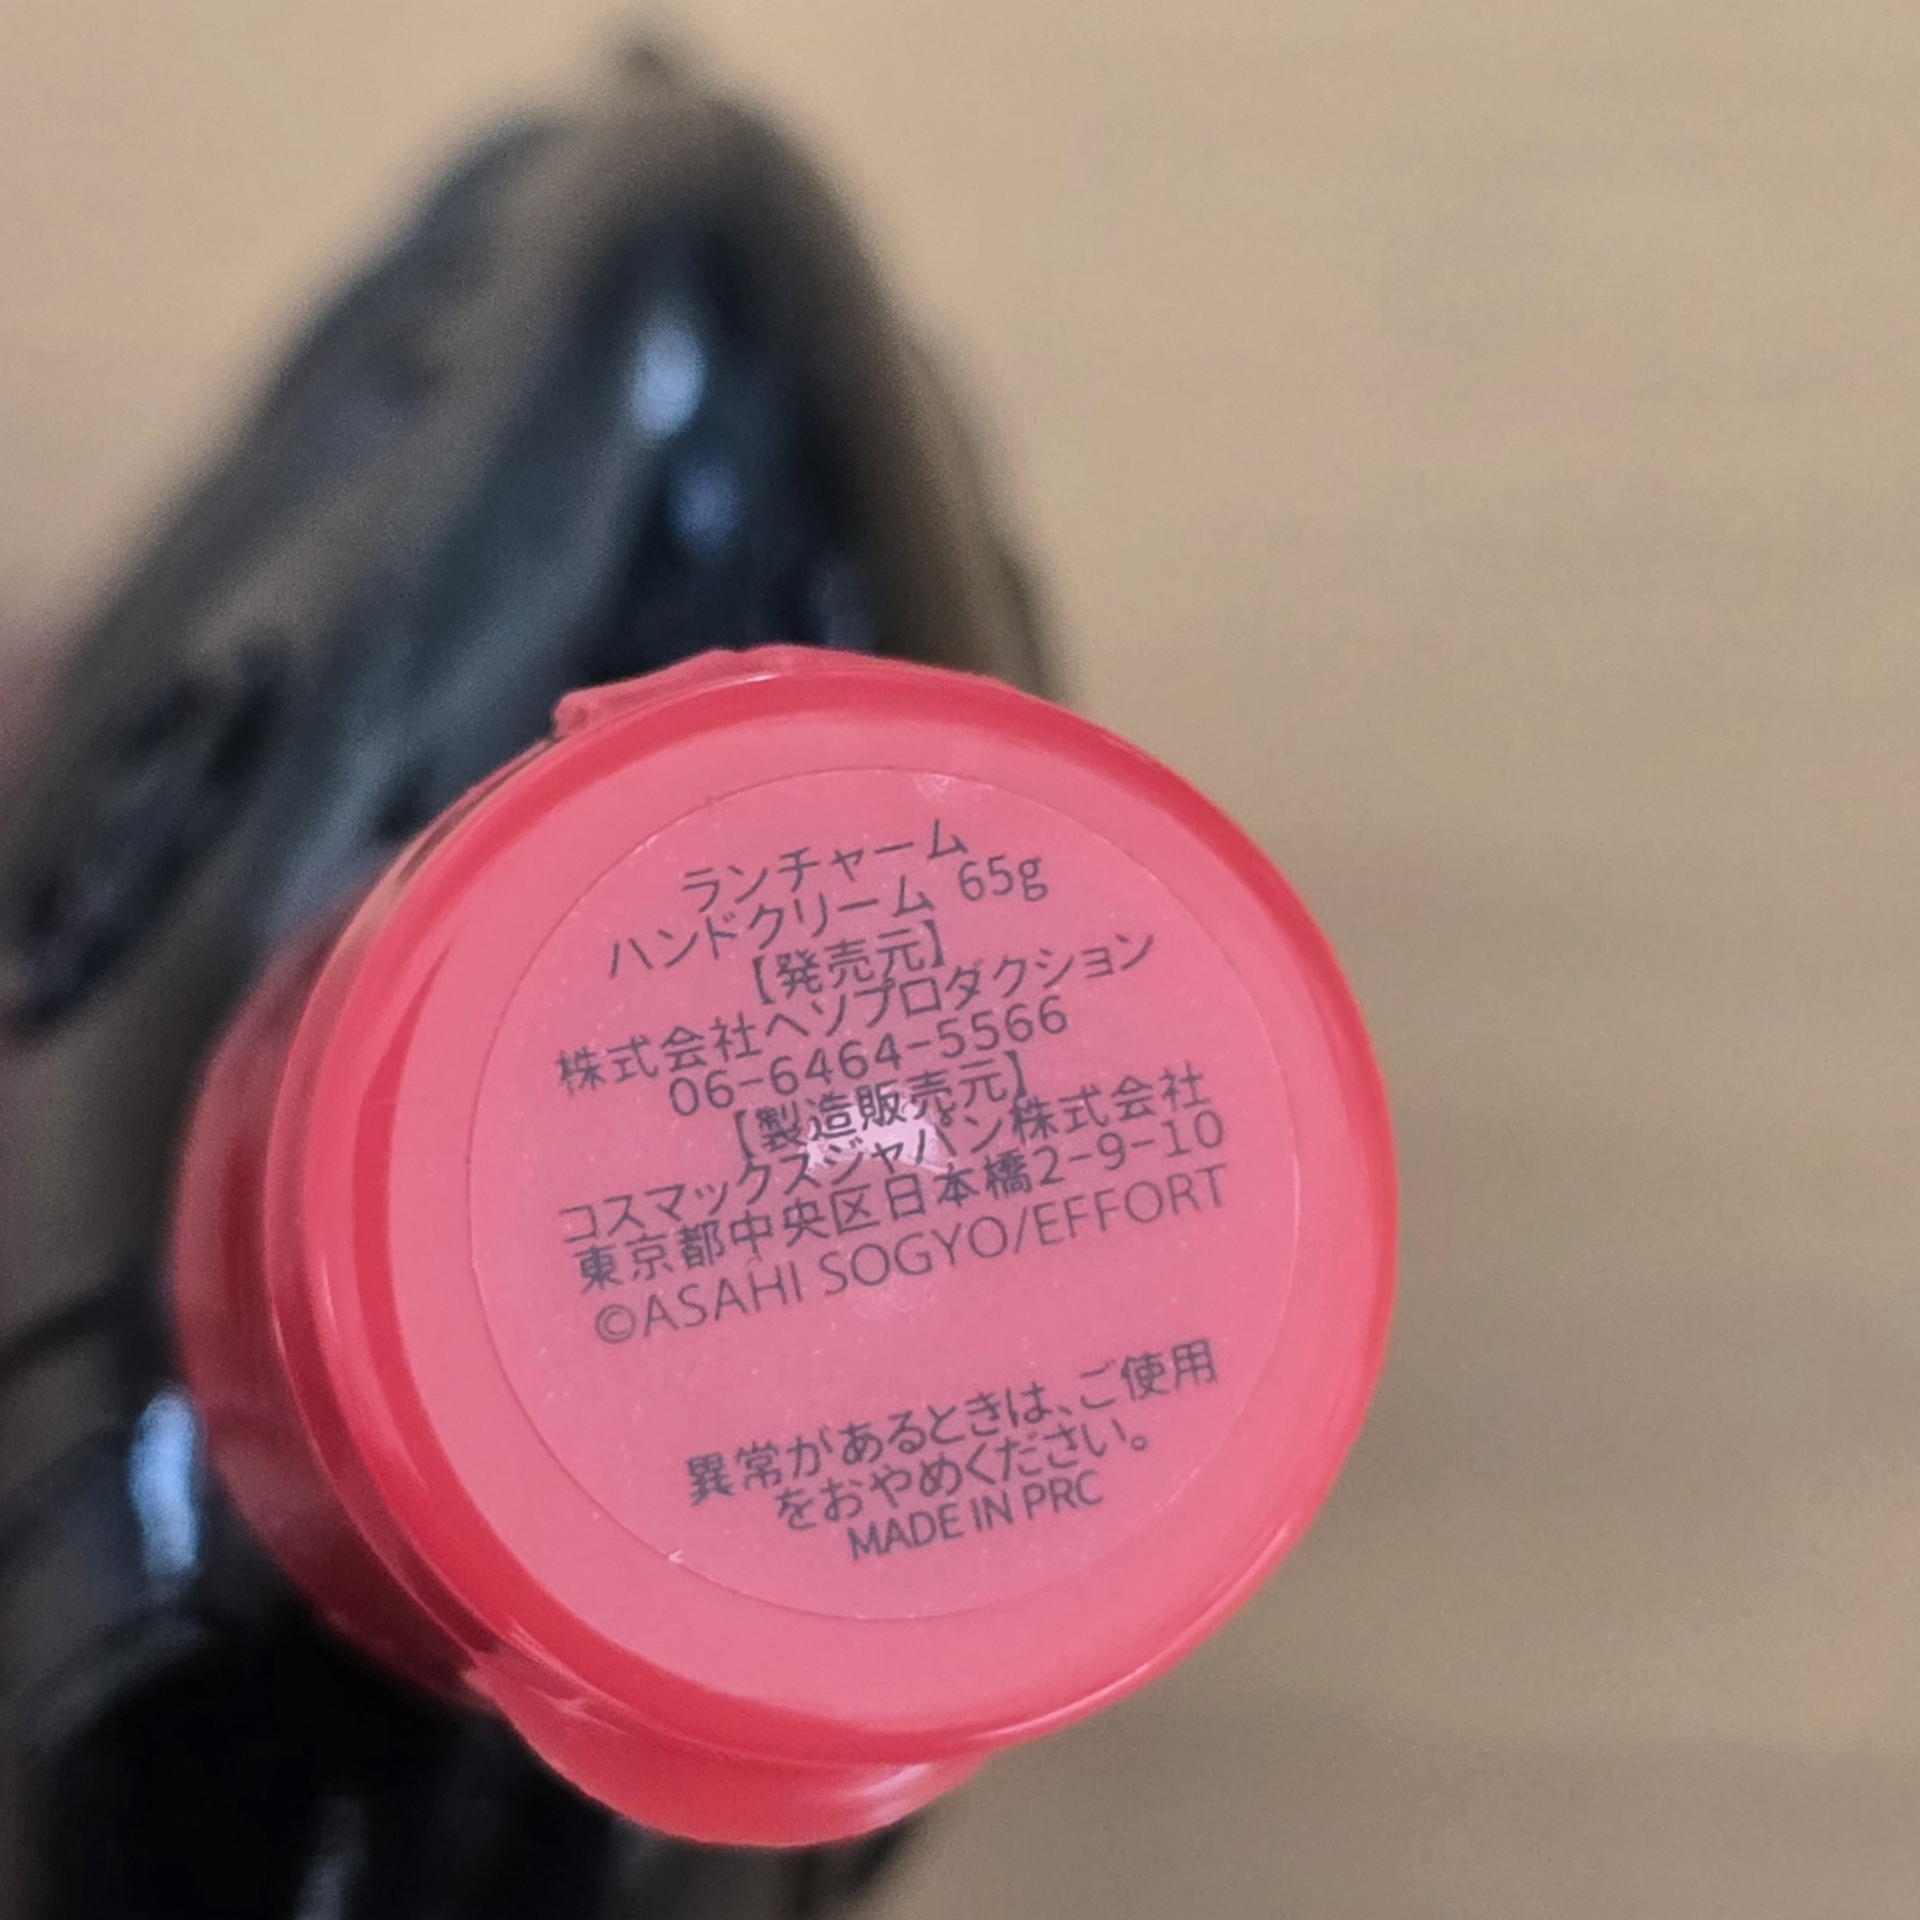 ランチャーム
ハンドクリーム 65g
【発売元】
株式会社ヘソプロダクション
06-6464-5566
【製造販売元】
コスマックスジャパン株式会社
東京都中央区日本橋2-9-10
©ASAHI SOGYO/EFFORT
異常があるときは、ご使用
をおやめください。
MADE IN PRC